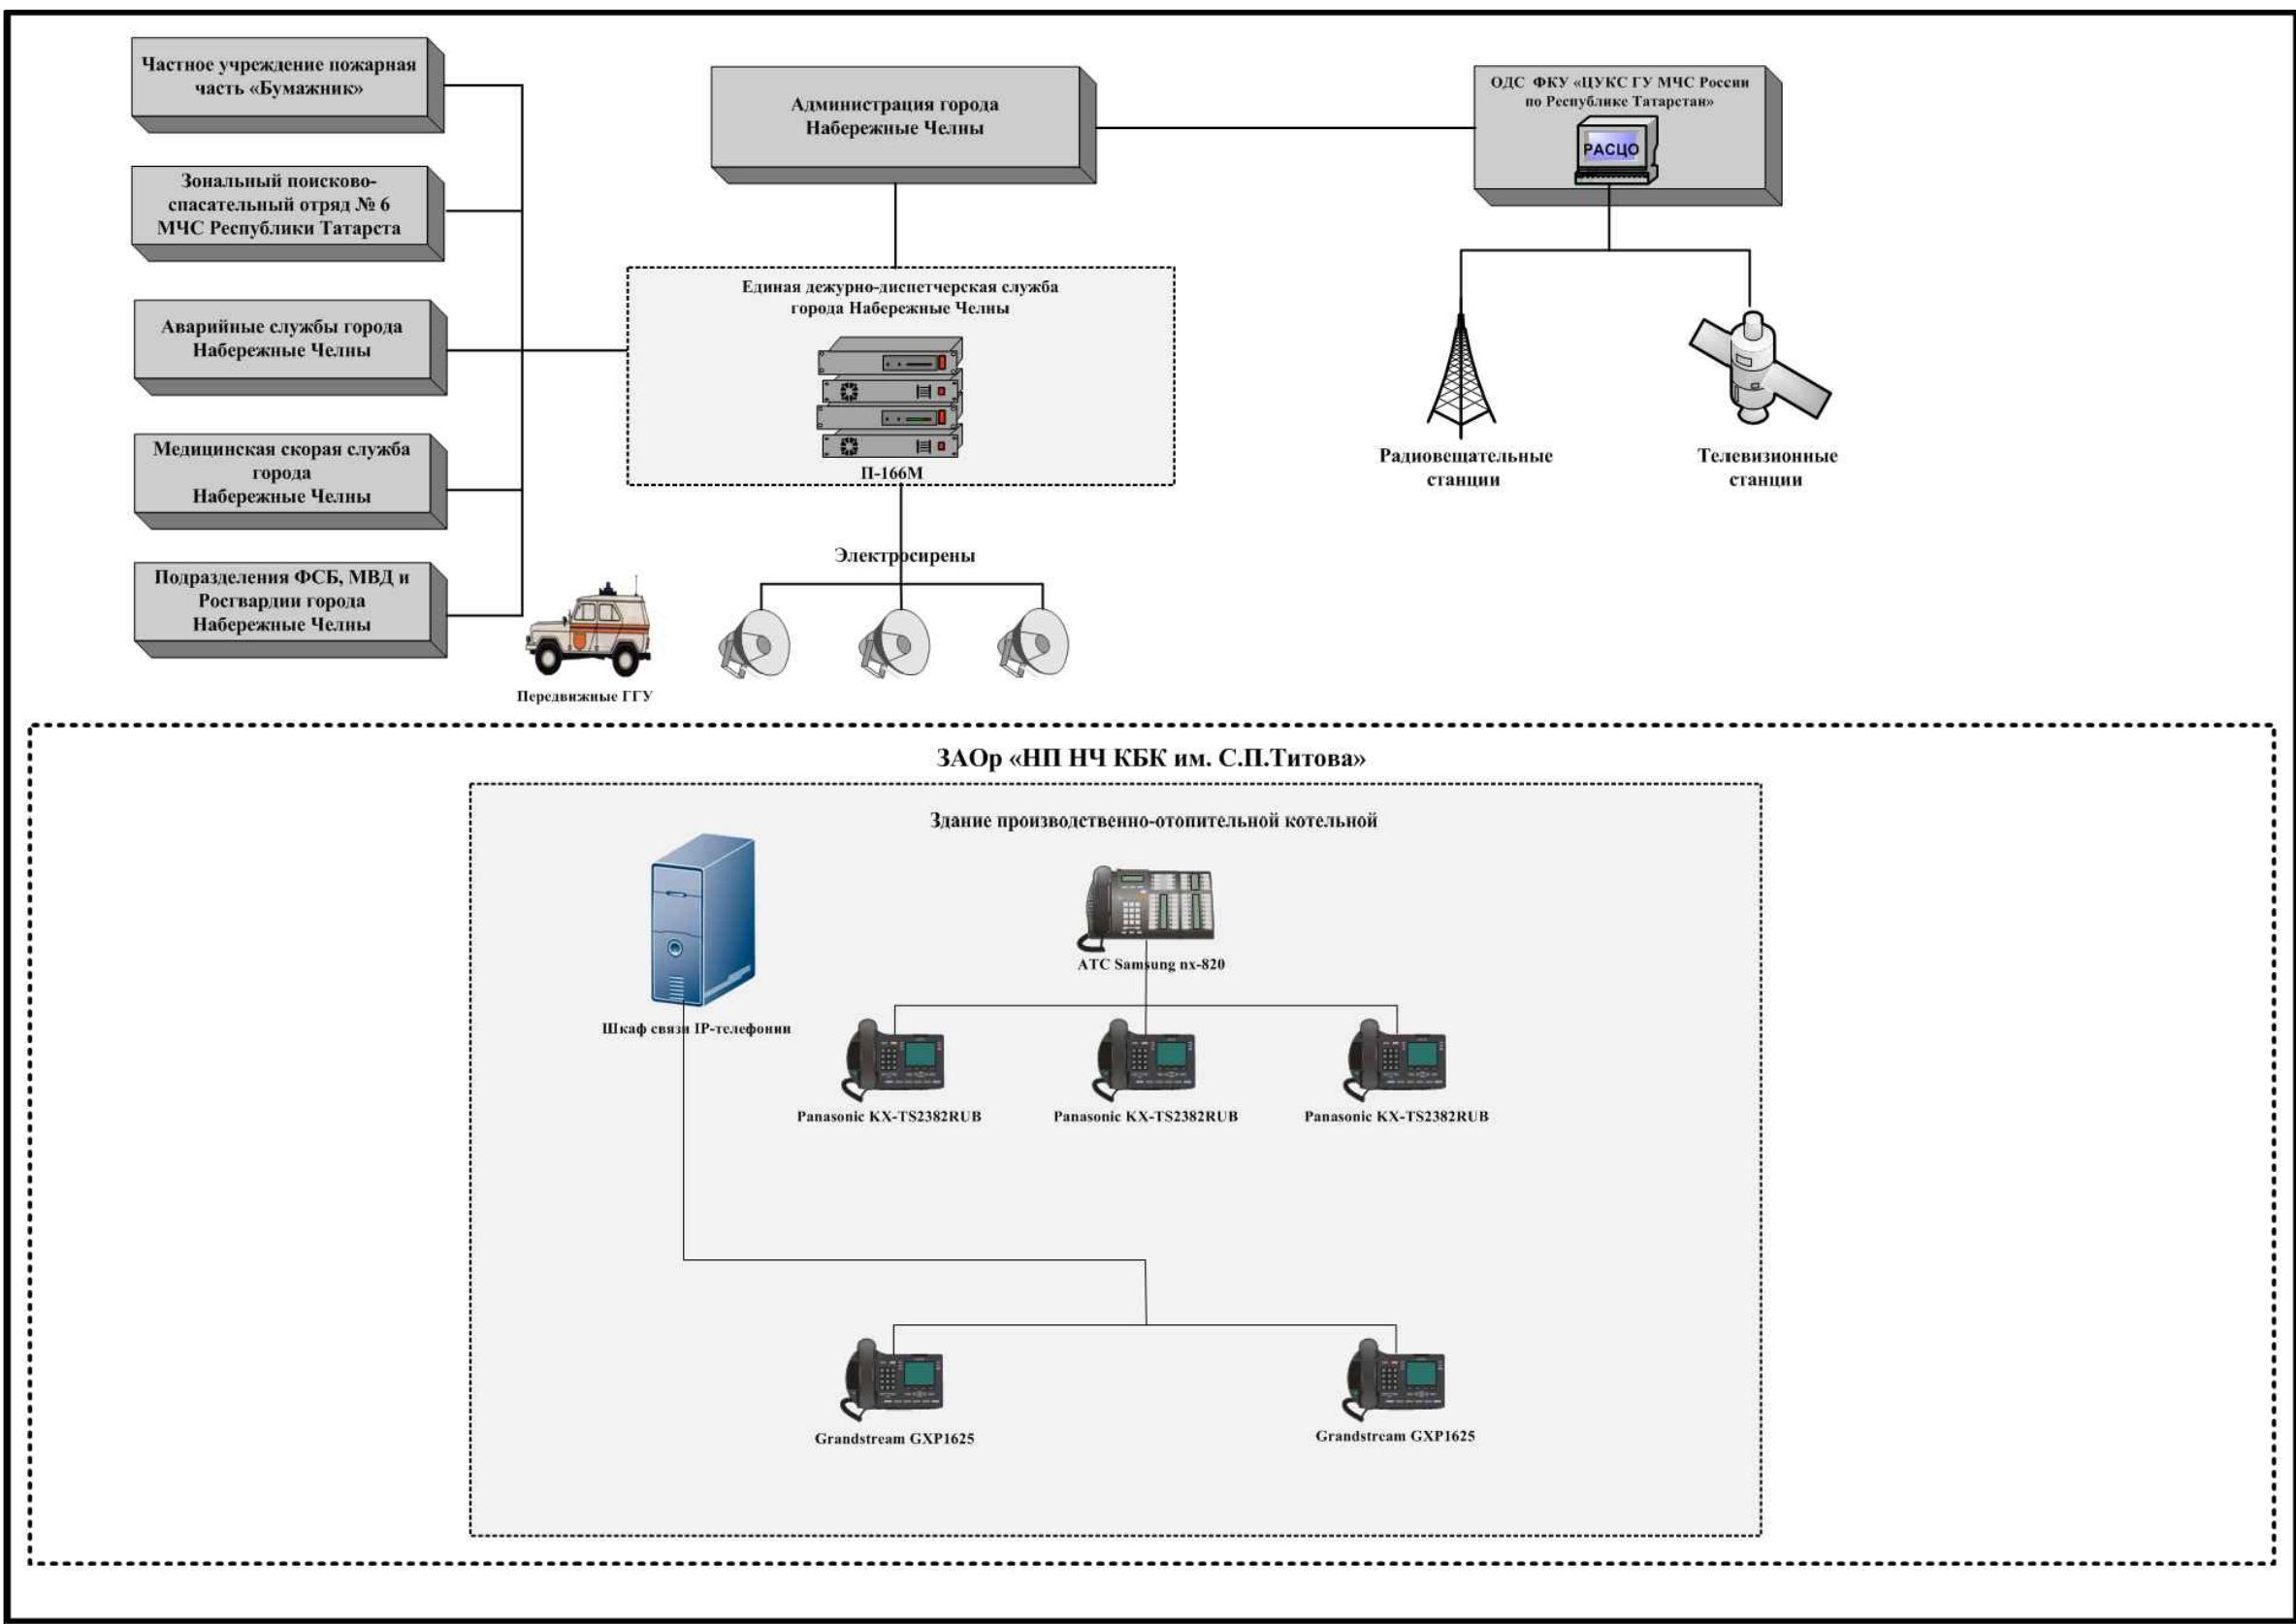 Частное учреждение пожарная
часть «Бумажник»
Зональный поисково-
спасательный отряд № 6
МЧС Республики Татарста
Аварийные службы города
Набережные Челны
Медицинская скорая служба
города
Набережные Челны
Подразделения ФСБ, МВД и
Росгвардии города
Набережные Челны
Администрация города
Набережные Челны
ОДС ФКУ «ЦУКС ГУ МЧС России
по Республике Татарстан»
РАСЦО
Единая дежурно-диспетчерская служба
города Набережные Челны
П-166М
Радиовещательные
станции
Телевизионные
станции
Электросирены
Передвижные ГГУ
ЗАОр «НП НЧ КБК им. С.П.Титова»
Здание производственно-отопительной котельной
Шкаф связи IP-телефонии
АТС Samsung nx-820
Panasonic KX-TS2382RUB
Panasonic KX-TS2382RUB
Panasonic KX-TS2382RUB
Grandstream GXP1625
Grandstream GXP1625